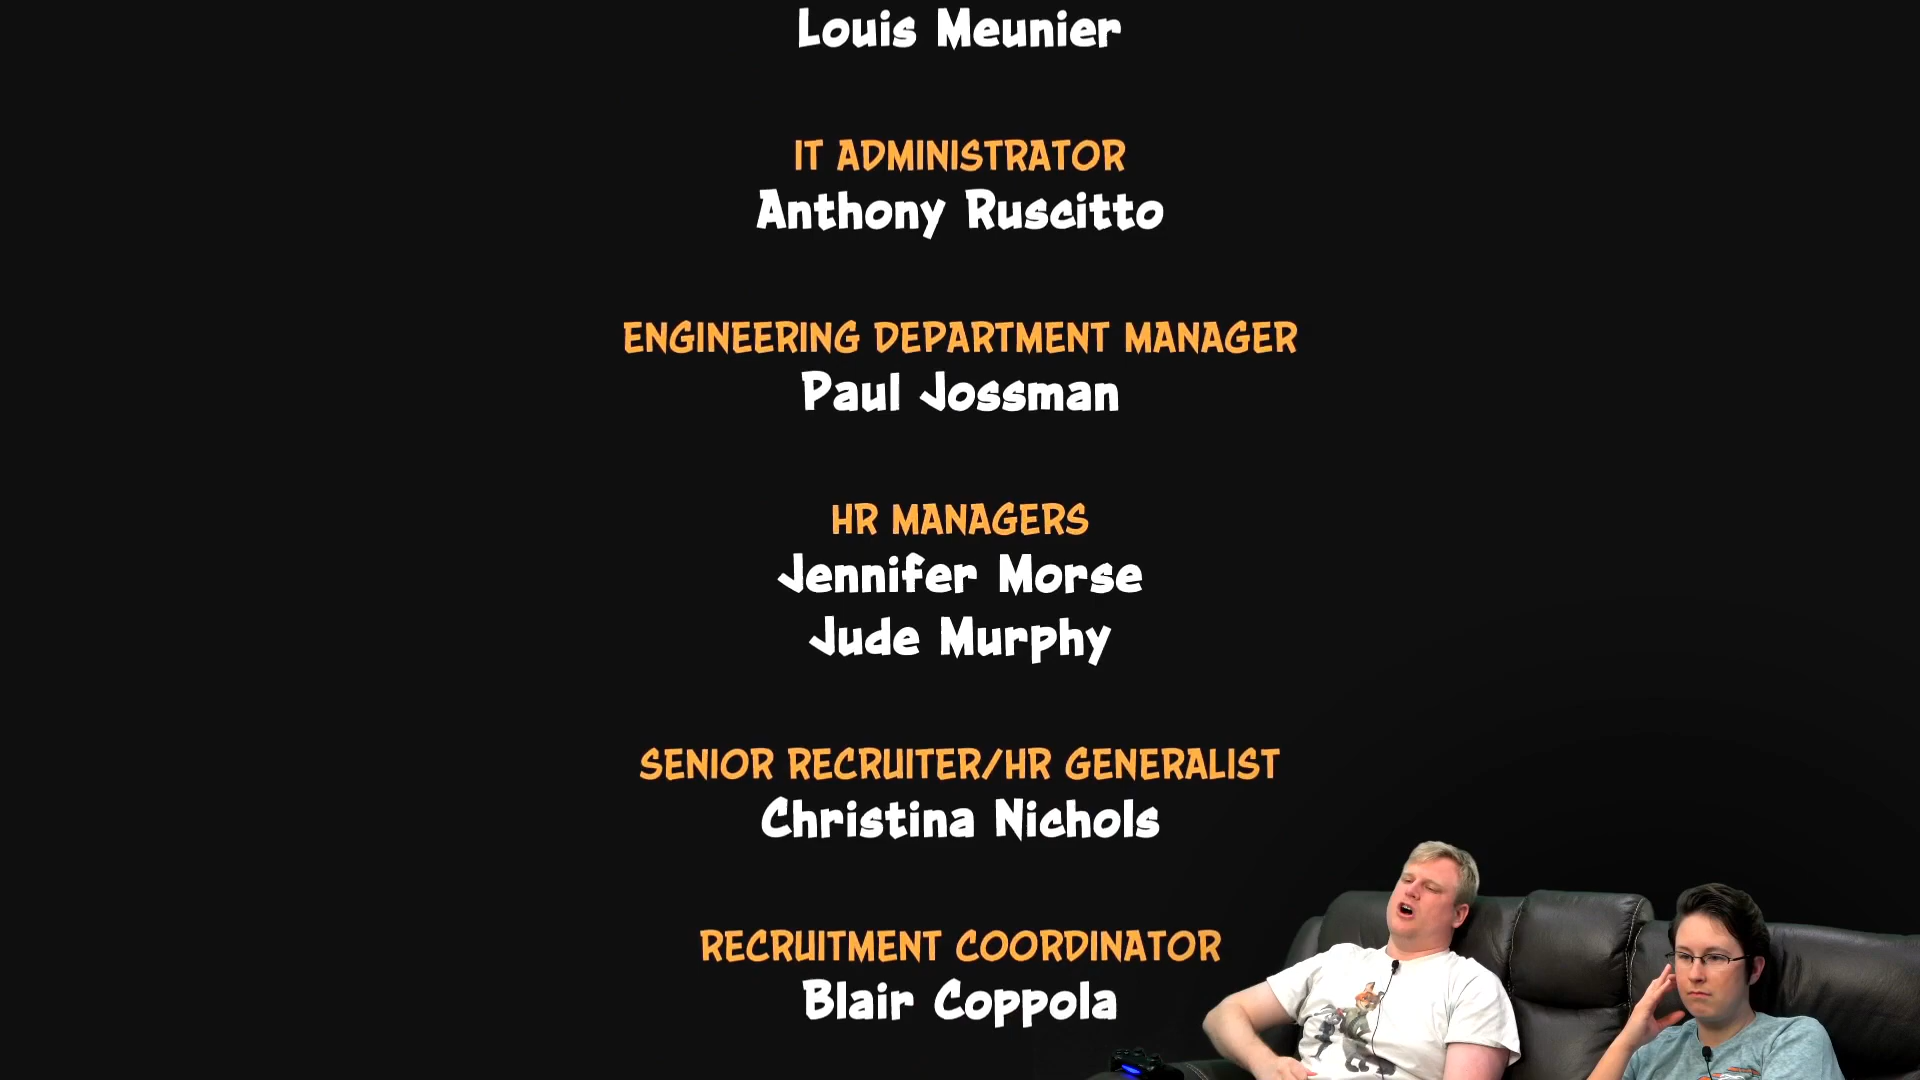 Louis Meunier
IT ADMINISTRATOR
Anthony Ruscitto
ENGINEERING DEPARTMENT MANAGER
Paul Jossman
HR MANAGERS
Jennifer Morse
Jude Murphy
SENIOR RECRUITER/HR GENERALIST
Christina Nichols
RECRUITMENT COORDINATOR
Blair Coppola